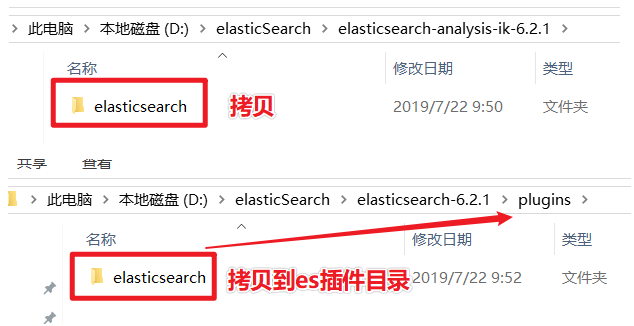 此电脑 > 本地磁盘 (D:) > elasticSearch > elasticsearch-analysis-ik-6.2.1 >
名称 修改日期 类型
elasticsearch 拷贝 2019/7/22 9:50 文件夹
共享 查看
此电脑 > 本地磁盘 (D:) > elasticSearch > elasticsearch-6.2.1 > plugins >
名称 修改日期 类型
elasticsearch 拷贝到es插件目录 2019/7/22 9:52 文件夹